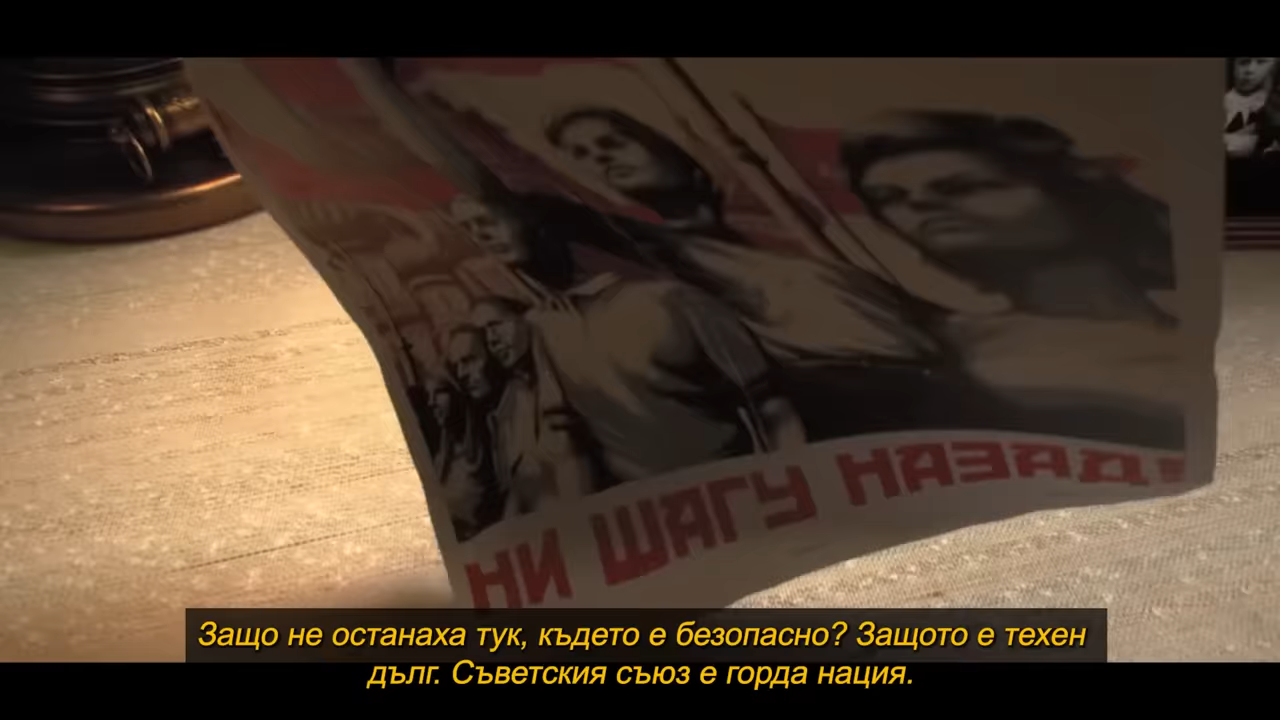 НИ ШАГУ НАЗАД!
Защо не останаха тук, където е безопасно? Защото е техен
дълг. Съветския съюз е горда нация.